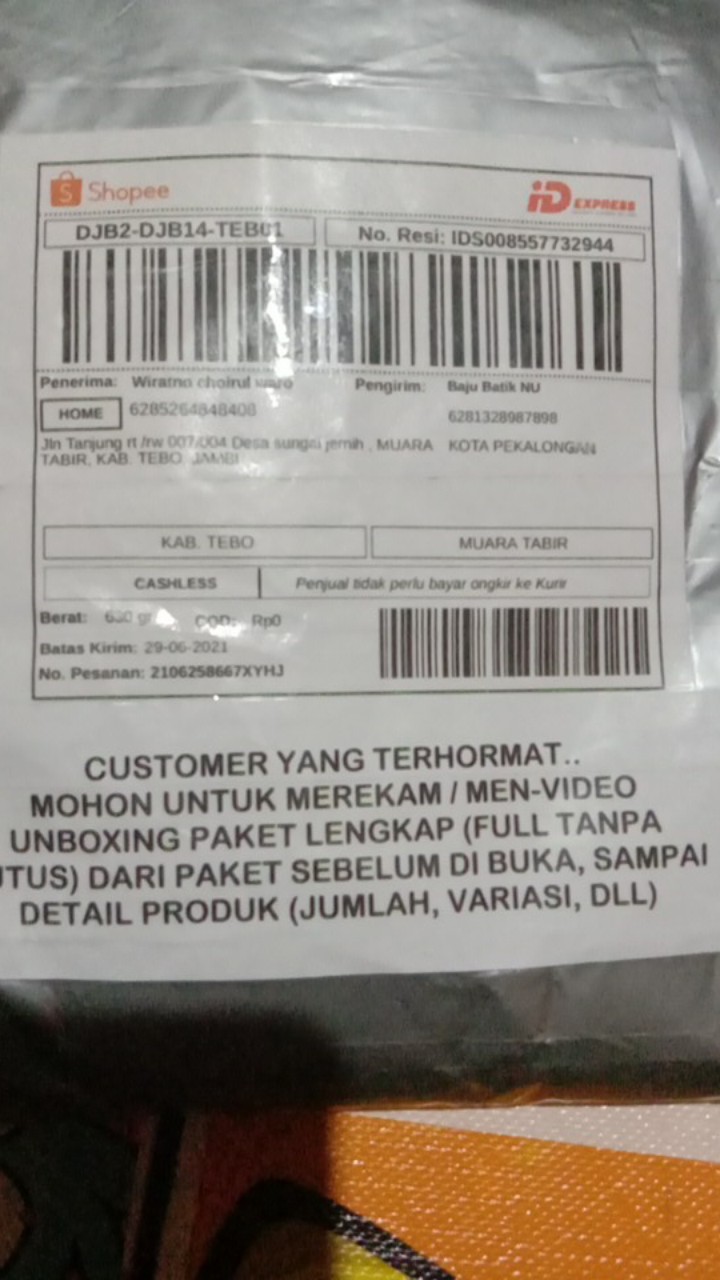 Shopee
iD EXPRESS
DJB2-DJB14-TEB01
No. Resi: IDS008557732944
Penerima: Wiratno choirul
Pengirim: Baju Batik NU
HOME
6285264848408
6281328987898
Jln Tanjung rt /rw 007/004 Desa sungai jernih , MUARA
TABIR, KAB. TEBO, JAMBI
KOTA PEKALONGAN
KAB. TEBO
MUARA TABIR
CASHLESS
Penjual tidak perlu bayar ongkir ke Kurir
Berat: gr
COD: Rp0
Batas Kirim: 29-06-2021
No. Pesanan: 2106258667XYHJ
CUSTOMER YANG TERHORMAT..
MOHON UNTUK MEREKAM / MEN-VIDEO
UNBOXING PAKET LENGKAP (FULL TANPA
UTUS) DARI PAKET SEBELUM DI BUKA, SAMPAI
DETAIL PRODUK (JUMLAH, VARIASI, DLL)